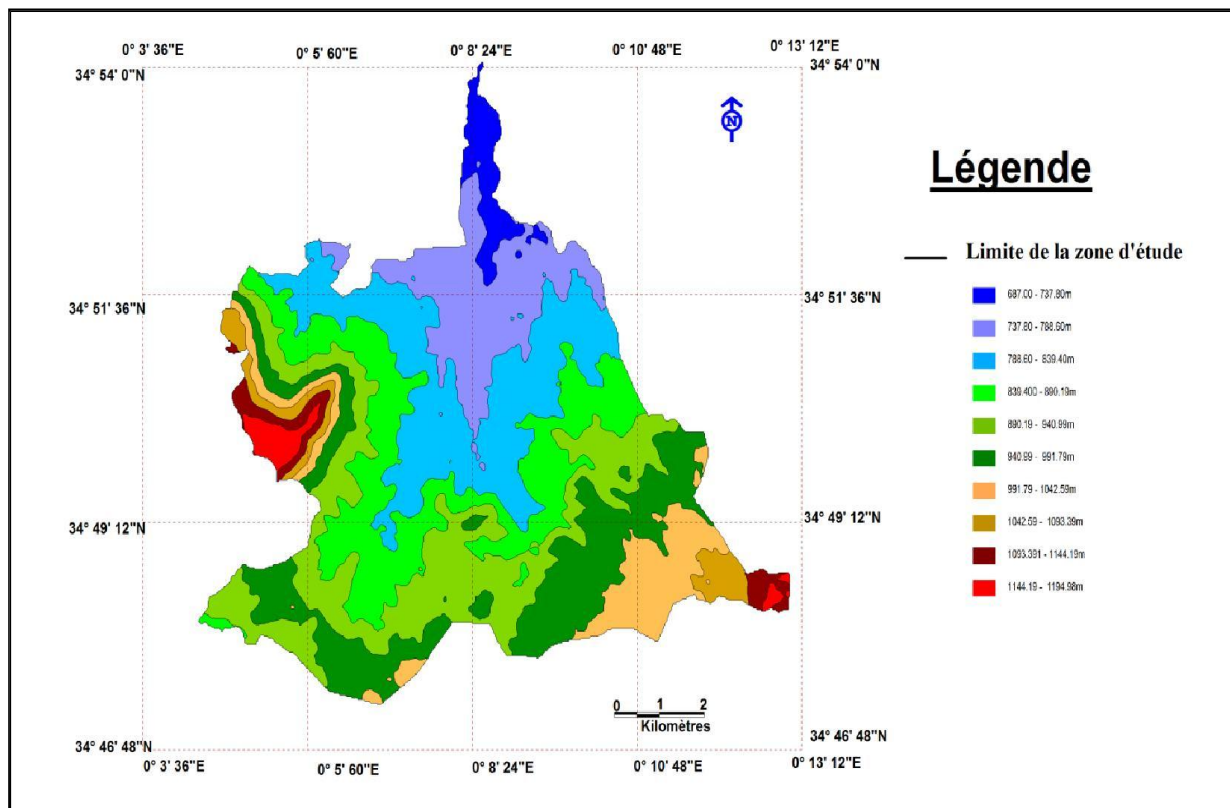 0° 3' 36"E 0° 5' 60"E 0° 8' 24"E 0° 10' 48"E 0° 13' 12"E
34° 54' 0"N 34° 54' 0"N
N
Légende
Limite de la zone d'étude
34° 51' 36"N 34° 51' 36"N
687.00 - 737.80m
737.80 - 788.60m
788.60 - 839.40m
839.400 - 890.19m
890.19 - 940.99m
940.99 - 991.79m
991.79 - 1042.59m
1042.59 - 1093.39m
1093.391 - 1144.19m
1144.19 - 1194.98m
34° 49' 12"N 34° 49' 12"N
0 1 2
Kilomètres
34° 46' 48"N 34° 46' 48"N
0° 3' 36"E 0° 5' 60"E 0° 8' 24"E 0° 10' 48"E 0° 13' 12"E